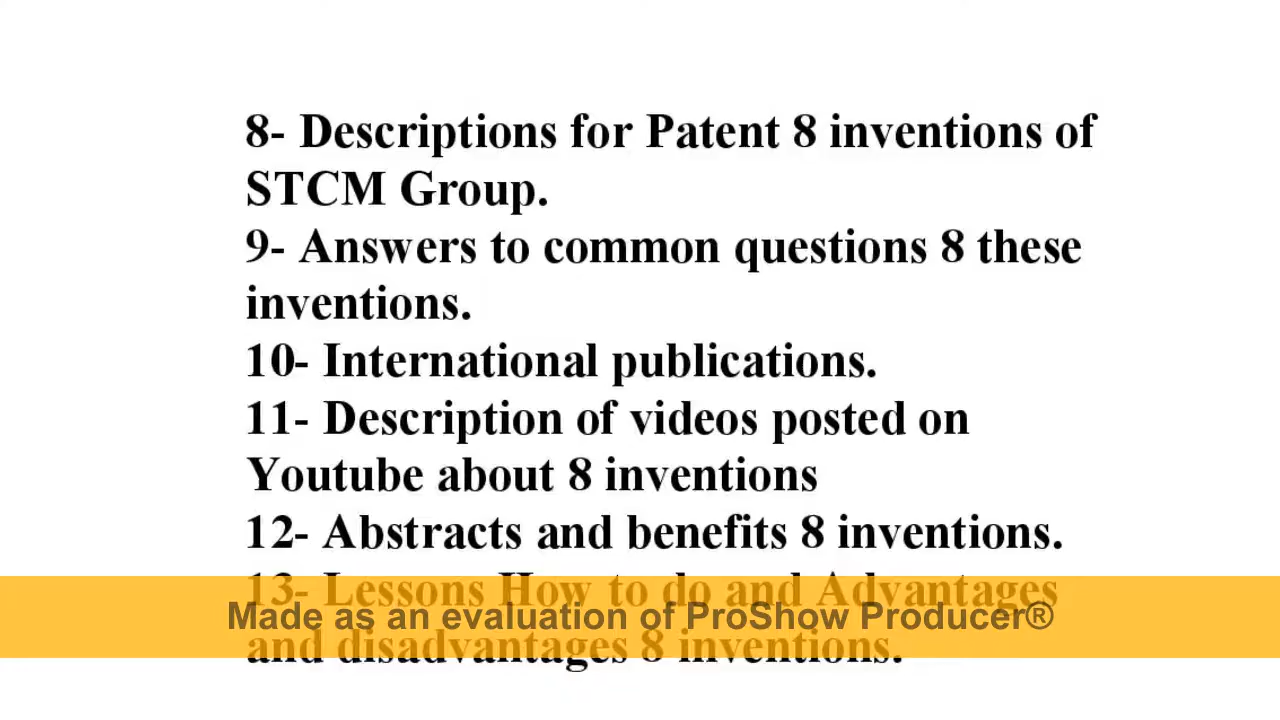 8- Descriptions for Patent 8 inventions of
STCM Group.
9- Answers to common questions 8 these
inventions.
10- International publications.
11- Description of videos posted on
Youtube about 8 inventions
12- Abstracts and benefits 8 inventions.
13- Lessons How to do and Advantages
Made as an evaluation of ProShow Producer®
and disadvantages 8 inventions.